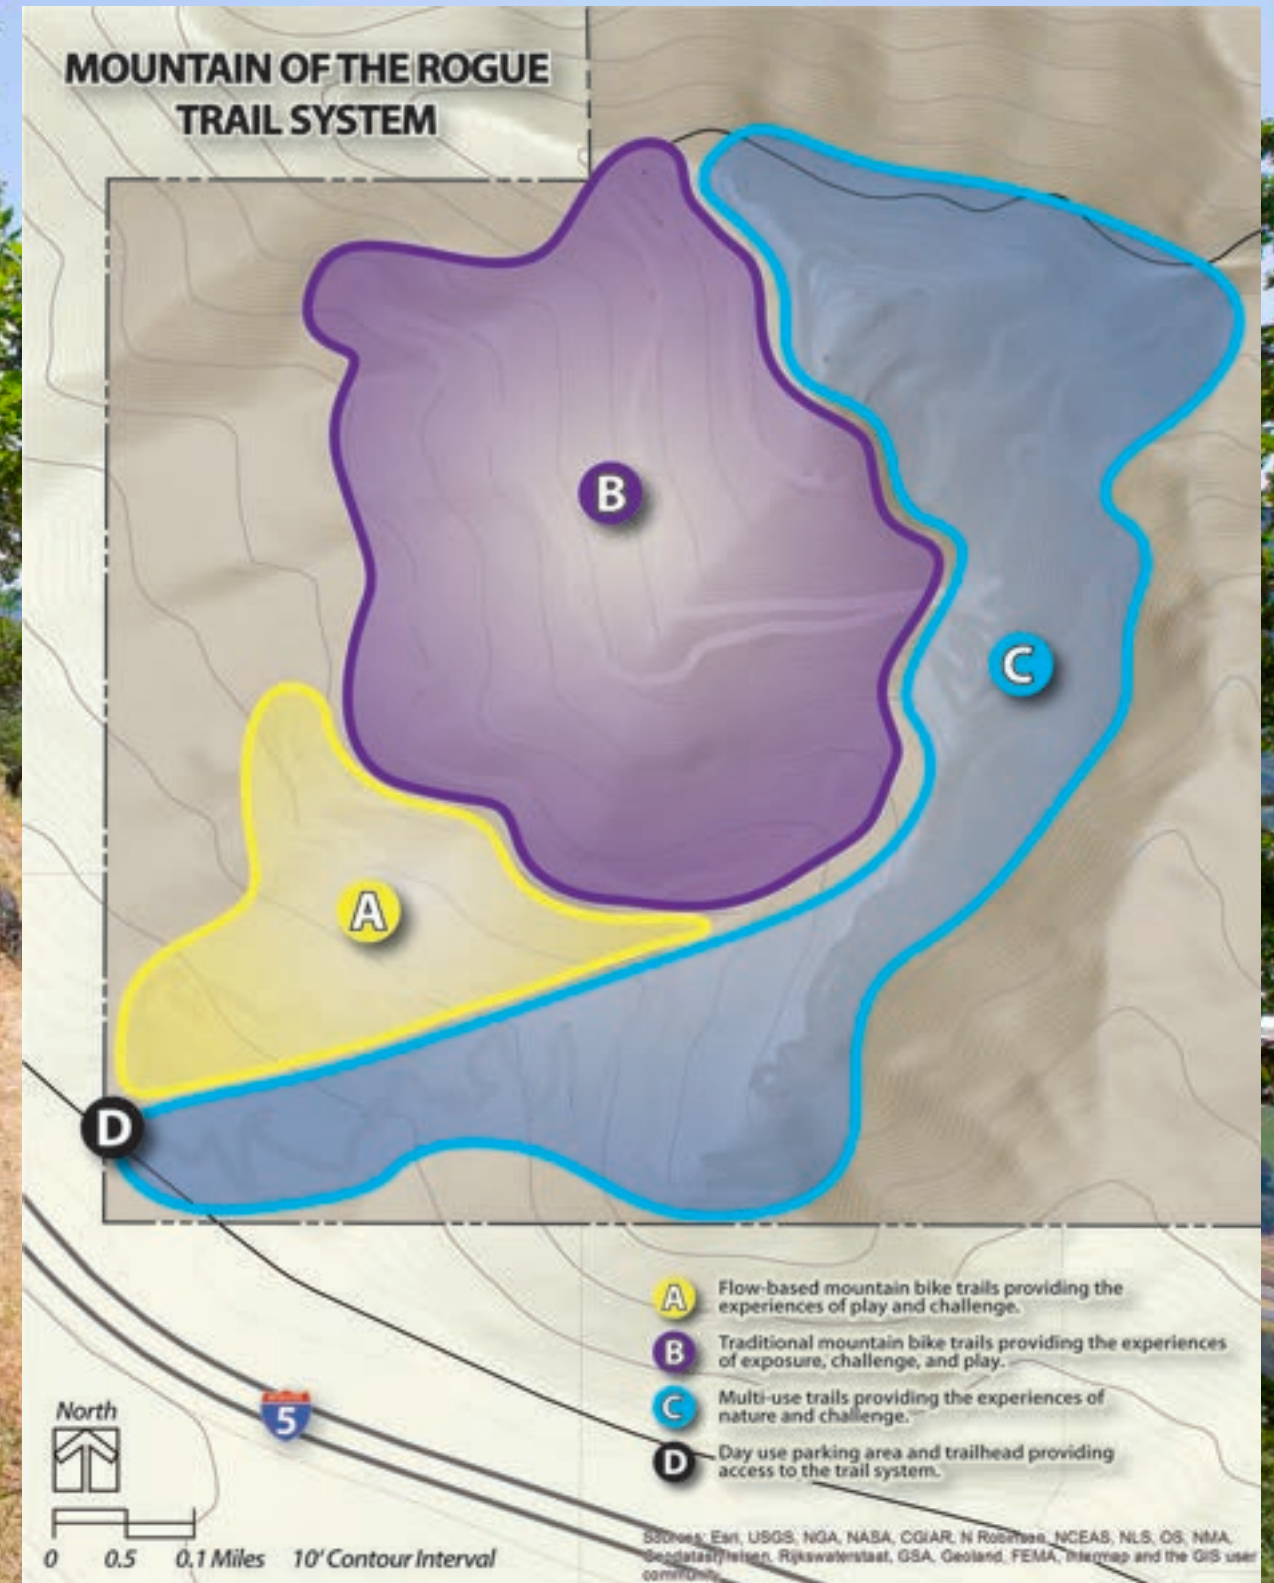 MOUNTAIN OF THE ROGUE
TRAIL SYSTEM
B
C
A
D
A Flow-based mountain bike trails providing the
experiences of play and challenge.
B Traditional mountain bike trails providing the experiences
of exposure, challenge, and play.
C Multi-use trails providing the experiences of
nature and challenge.
D Day use parking area and trailhead providing
access to the trail system.
5
North
0 0.5 0.1 Miles 10' Contour Interval
Sources: Esri, USGS, NGA, NASA, CGIAR, N Robinson, NCEAS, NLS, OS, NMA,
Geodatastyrelsen, Rijkswaterstaat, GSA, Geoland, FEMA, Intermap and the GIS user
community